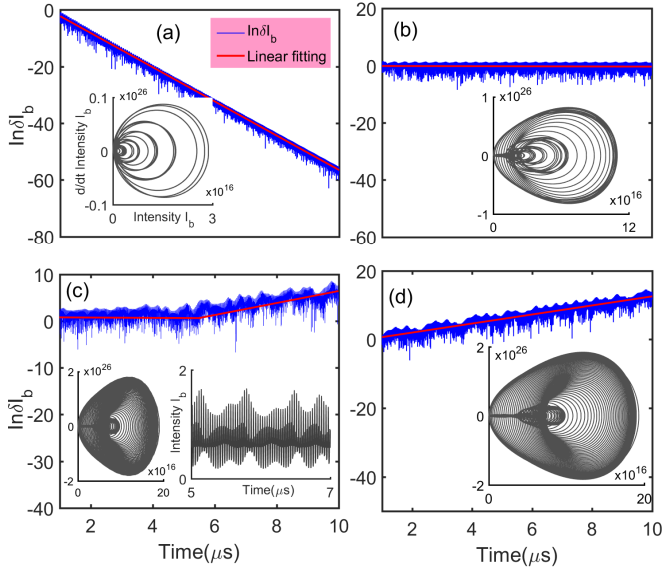 (a)
lnδI_b
Linear fitting
0
-20
-40
-60
-80
lnδI_b
x10^26
0.1
0
-0.1
d/dt Intensity I_b
x10^16
0
3
Intensity I_b
(b)
20
0
-20
-40
-60
x10^26
1
0
-1
x10^16
0
12
(c)
10
0
-10
-20
-30
-40
lnδI_b
x10^26
2
0
-2
x10^16
0
20
Intensity I_b
5
7
Time(μs)
2 4 6 8 10
Time(μs)
(d)
20
0
-20
-40
x10^26
2
0
-2
x10^16
0
20
2 4 6 8 10
Time(μs)